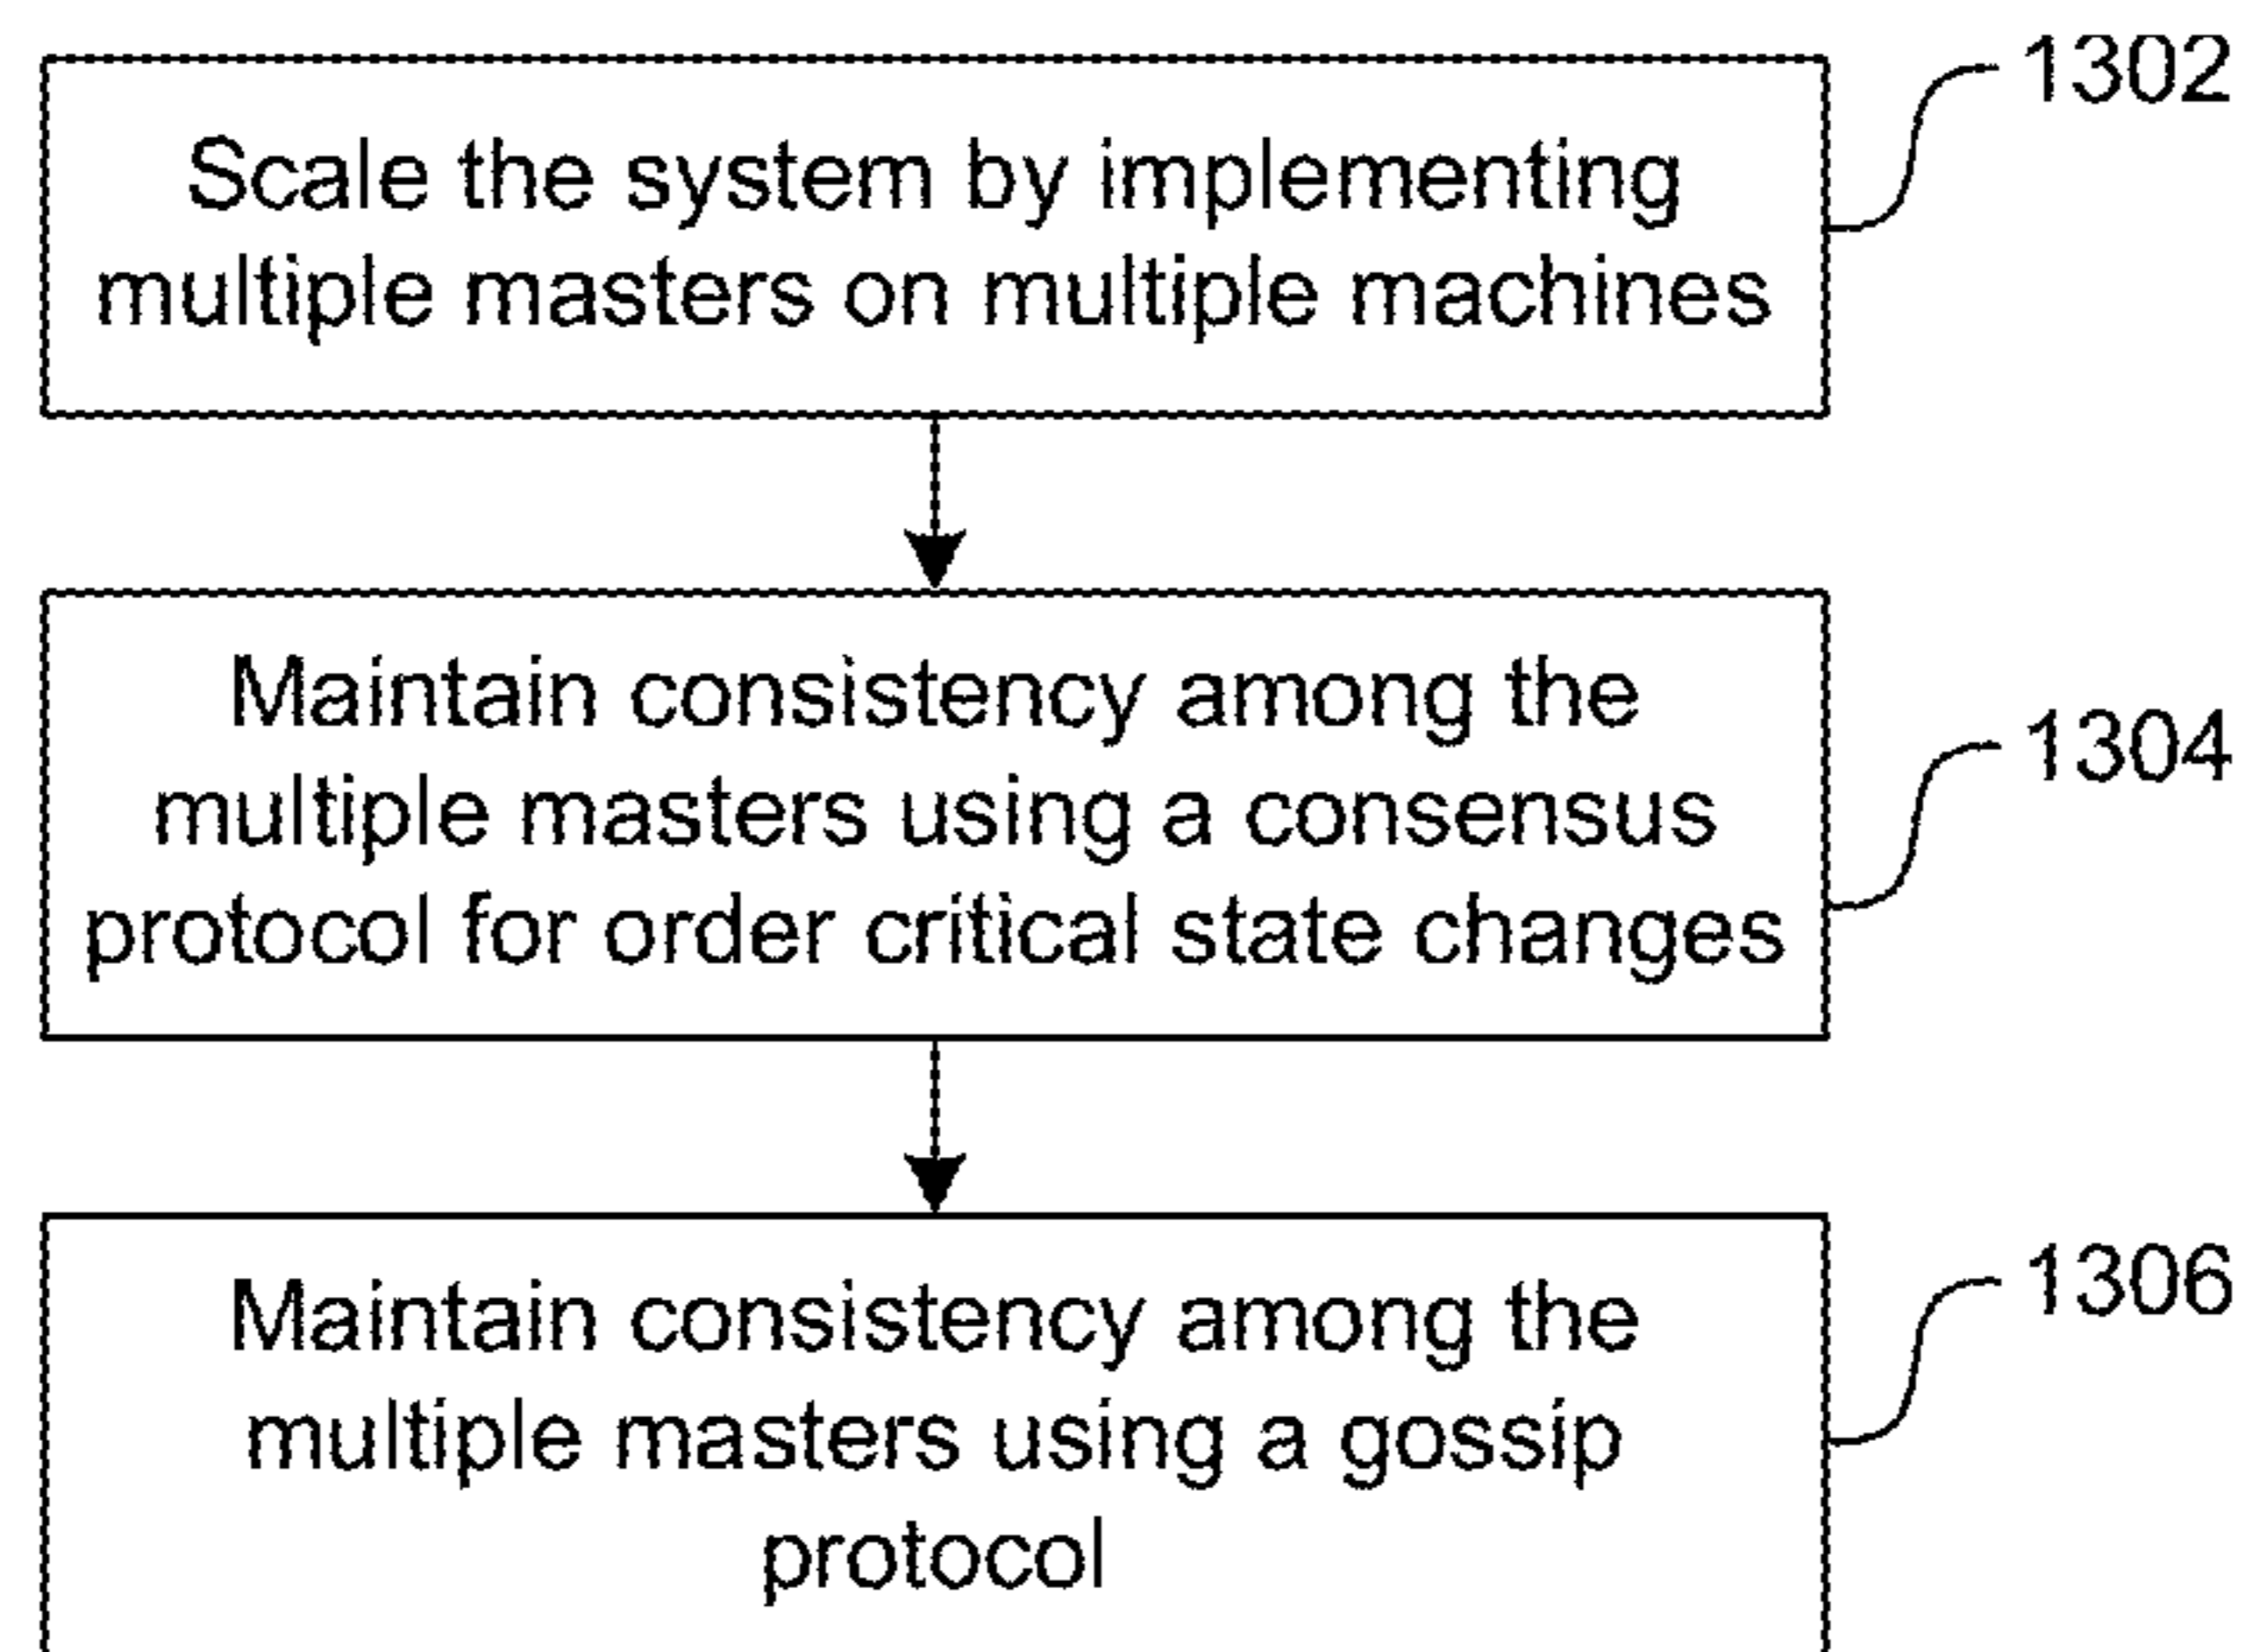 1302
Scale the system by implementing
multiple masters on multiple machines
Maintain consistency among the
1304
multiple masters using a consensus
protocol for order critical state changes
1306
Maintain consistency among the
multiple masters using a gossip
protocol